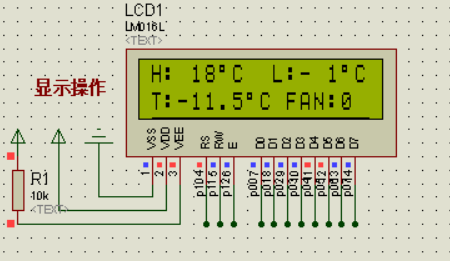 LCD1
LM016L
<TEXT>
显示操作
H: 18°C L:- 1°C
T:-11.5°C FAN:0
VSS VDD VEE RS RW E D0 D1 D2 D3 D4 D5 D6 D7
1 2 3
R1
10k
<TEXT>